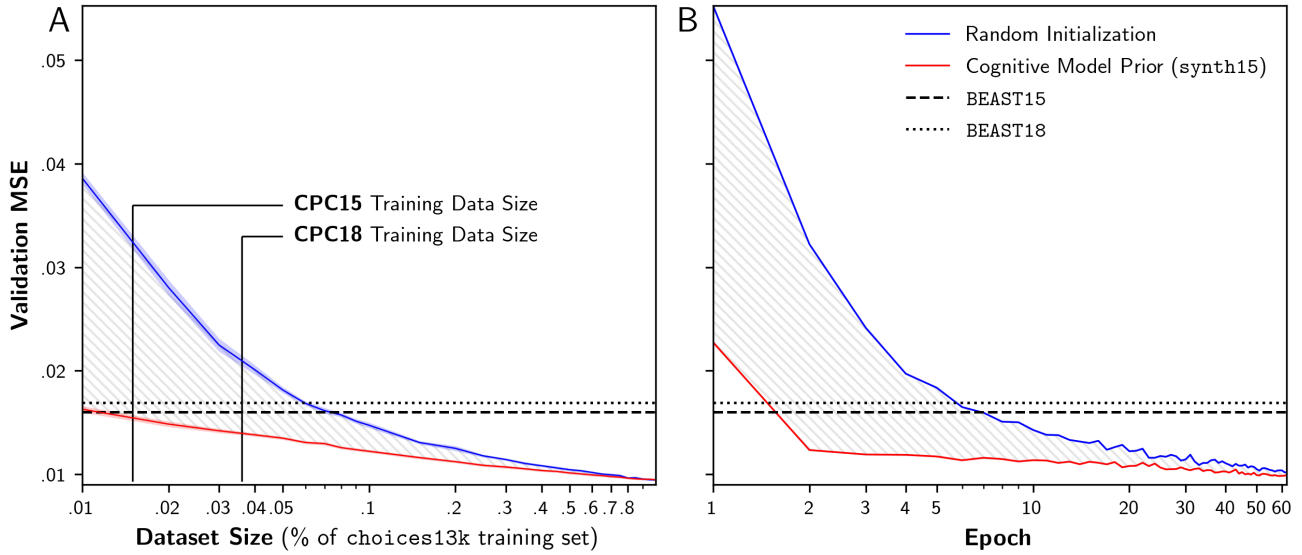 A
Validation MSE
.05
.04
.03
.02
.01
CPC15 Training Data Size
CPC18 Training Data Size
.01 .02 .03 .04 .05 .1 .2 .3 .4 .5 .6 .7 .8
Dataset Size (% of choices13k training set)
B
Random Initialization
Cognitive Model Prior (synth15)
BEAST15
BEAST18
1 2 3 4 5 10 20 30 40 50 60
Epoch